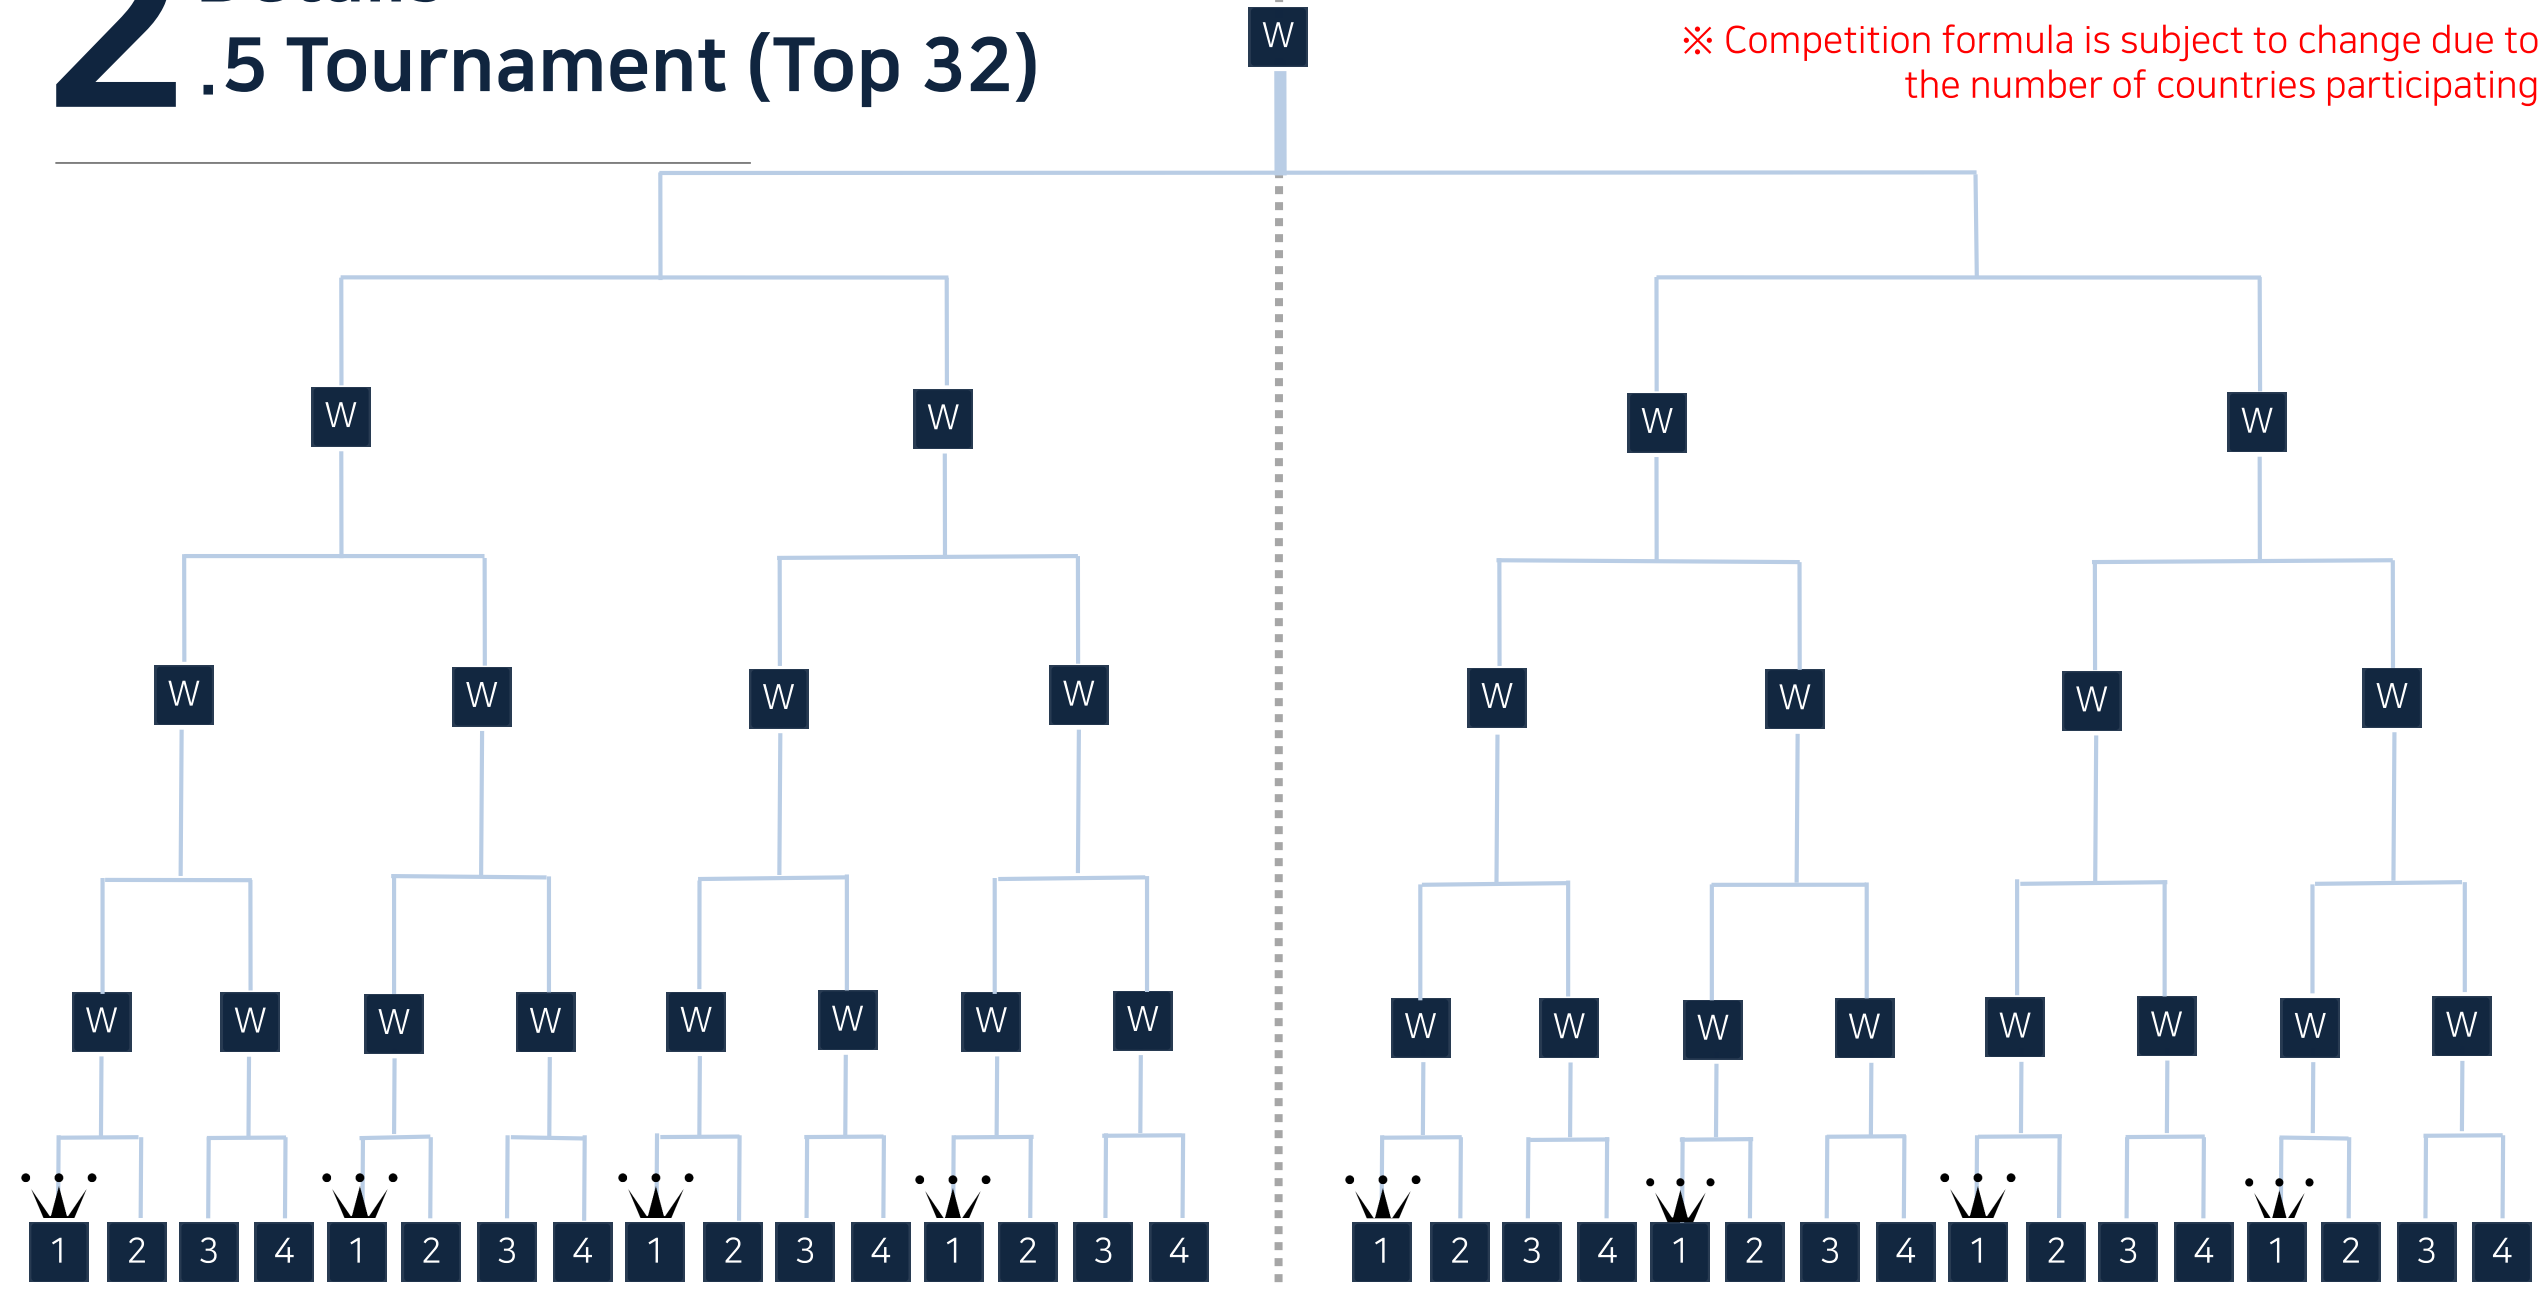 2 Details
.5 Tournament (Top 32)
W
※ Competition formula is subject to change due to
the number of countries participating
W W W W
W W W W W W W W
W W W W W W W W W W W W W W W W
1 2 3 4 1 2 3 4 1 2 3 4 1 2 3 4 1 2 3 4 1 2 3 4 1 2 3 4 1 2 3 4